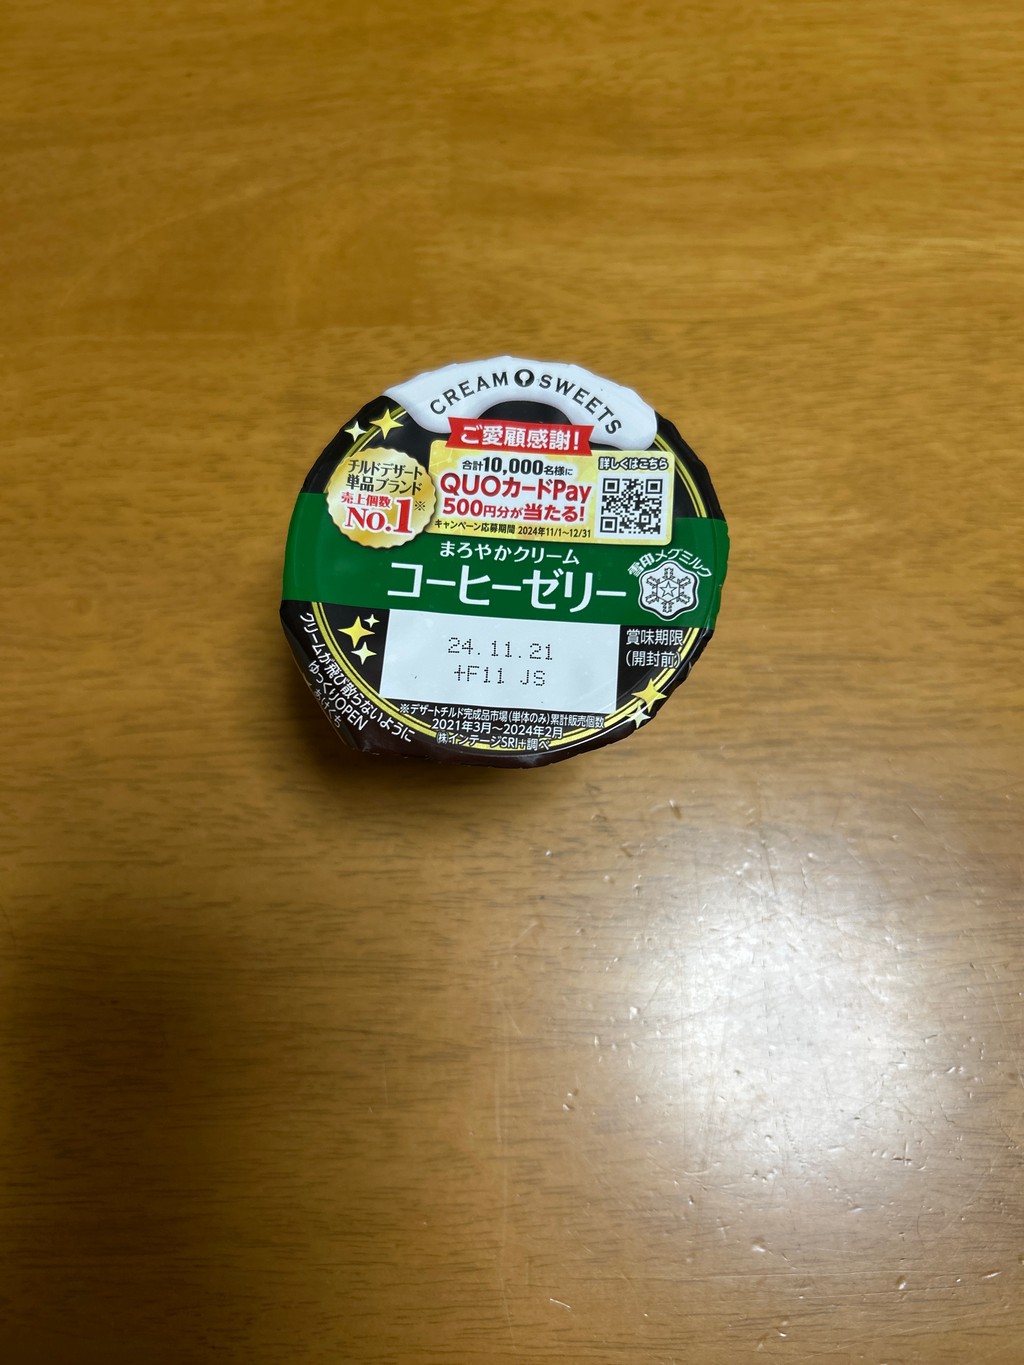 CREAM SWEETS
ご愛顧感謝!
合計10,000名様に
QUOカードPay
500円分が当たる!
キャンペーン応募期間 2024年11/1~12/31
詳しくはこちら
チルドデザート
単品ブランド
売上個数
No.1※
まろやかクリーム
コーヒーゼリー
雪印メグミルク
24.11.21
+F11 JS
賞味期限
(開封前)
クリームが飛び散らないように
ゆっくりOPEN
あけくち
※デザートチルド完成品市場(単体のみ)累計販売個数
2021年3月~2024年2月
㈱インテージSRI+調べ